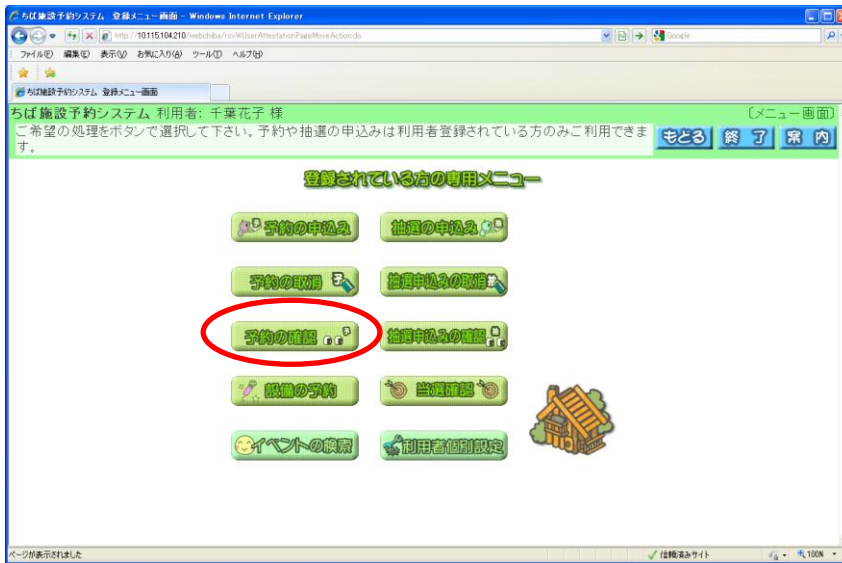 ちば施設予約システム 登録メニュー画面 - Windows Internet Explorer
http://10.115.104.210/webchiba/rsvWUserAttestationPageMoveAction.do
Google
ファイル(F) 編集(E) 表示(V) お気に入り(A) ツール(T) ヘルプ(H)
ちば施設予約システム 登録メニュー画面
ちば施設予約システム 利用者: 千葉花子 様 〔メニュー画面〕
ご希望の処理をボタンで選択して下さい。予約や抽選の申込みは利用者登録されている方のみご利用できま
す。
もどる 終了 案内
登録されている方の専用メニュー
予約の申込み 抽選の申込み
予約の取消 抽選申込みの取消
予約の確認 抽選申込みの確認
設備の予約 当選確認
イベントの検索 利用者個別設定
ページが表示されました 信頼済みサイト 100%